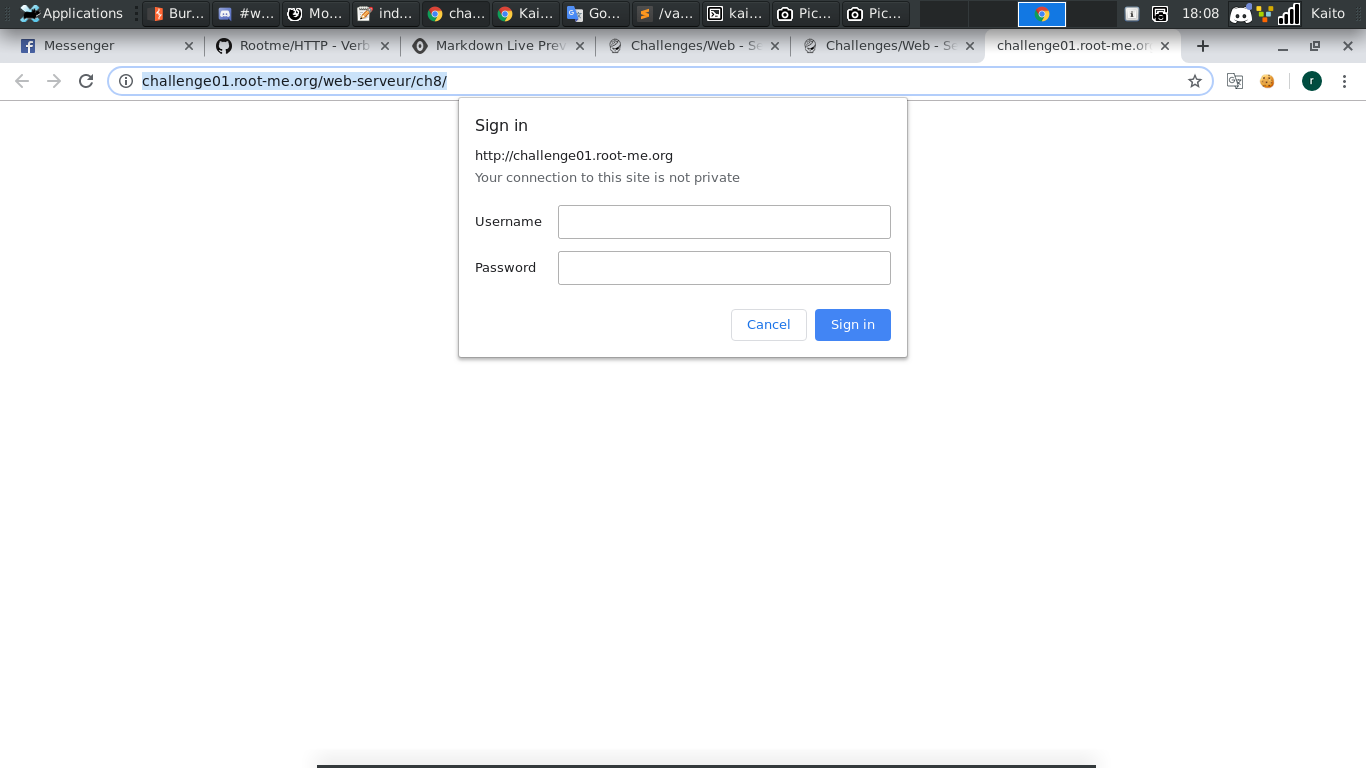 Applications Bur... #w... Mo... ind... cha... Kai... Go... /va... kai... Pic... Pic... 18:08 Kaito
Messenger Rootme/HTTP - Verb Markdown Live Prev Challenges/Web - Se Challenges/Web - Se challenge01.root-me.or
challenge01.root-me.org/web-serveur/ch8/ r
Sign in
http://challenge01.root-me.org
Your connection to this site is not private
Username
Password
Cancel Sign in